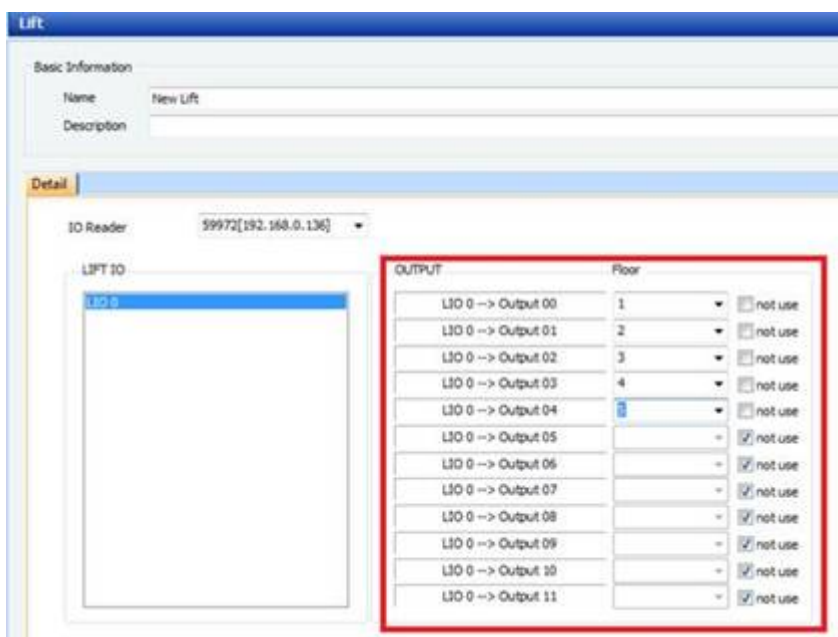 Lift
Basic Information
Name New Lift
Description
Detail
IO Reader 59972[192.168.0.136]
LIFT IO
LIO 0
OUTPUT Floor
LIO 0 --> Output 00 1 not use
LIO 0 --> Output 01 2 not use
LIO 0 --> Output 02 3 not use
LIO 0 --> Output 03 4 not use
LIO 0 --> Output 04 5 not use
LIO 0 --> Output 05 not use
LIO 0 --> Output 06 not use
LIO 0 --> Output 07 not use
LIO 0 --> Output 08 not use
LIO 0 --> Output 09 not use
LIO 0 --> Output 10 not use
LIO 0 --> Output 11 not use